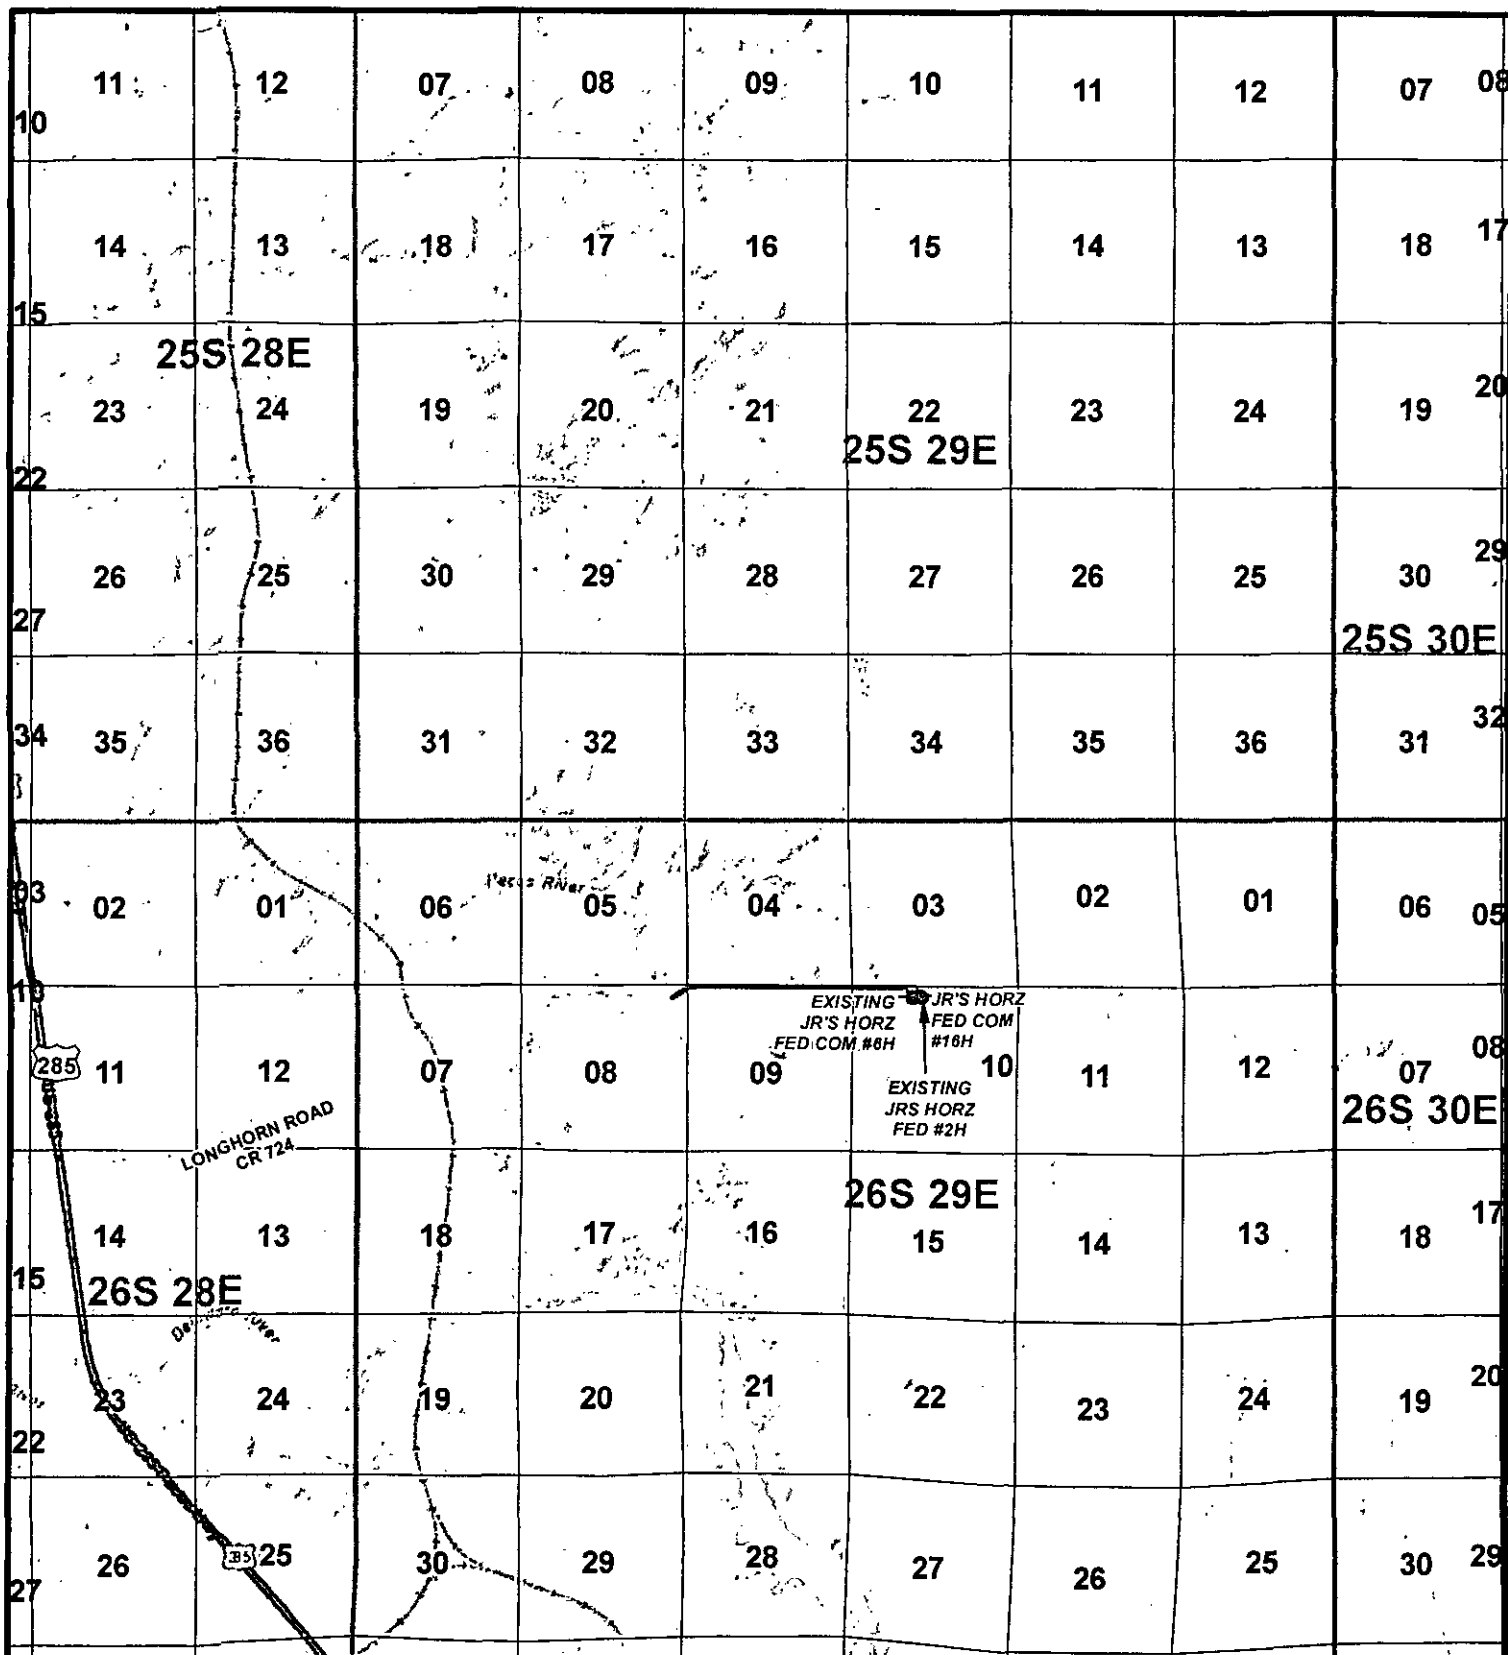 11 12 07 08 09 10 11 12 07 08
10
14 13 18 17 16 15 14 13 18 17
15
25S 28E
23 24 19 20 21 22 23 24 19 20
25S 29E
22
26 25 30 29 28 27 26 25 30 29
27
25S 30E
34 35 36 31 32 33 34 35 36 31 32
03 02 01 06 05 04 03 02 01 06 05
Pecos River
10
EXISTING
JR'S HORZ
FED COM #6H
JR'S HORZ
FED COM
#16H
285 11 12 07 08 09 10 11 12 07 08
EXISTING
JRS HORZ
FED #2H
26S 30E
LONGHORN ROAD
CR 724
26S 29E
14 13 18 17 16 15 14 13 18 17
15
26S 28E
River
23 24 19 20 21 22 23 24 19 20
22
26 25 30 29 28 27 26 25 30 29
27